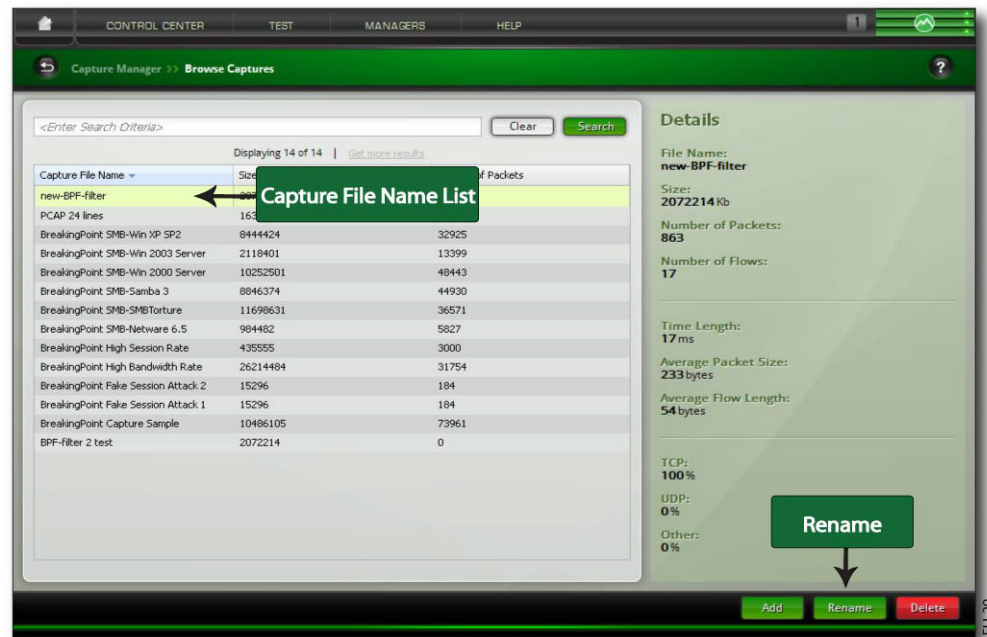 CONTROL CENTER TEST MANAGERS HELP 1
Capture Manager >> Browse Captures ?
<Enter Search Criteria> Clear Search
Displaying 14 of 14 | Get more results
Capture File Name Size of Packets
new-BPF-filter
PCAP 24 lines 163
BreakingPoint SMB-Win XP SP2 8444424 32925
BreakingPoint SMB-Win 2003 Server 2118401 13399
BreakingPoint SMB-Win 2000 Server 10252501 48443
BreakingPoint SMB-Samba 3 8846374 44930
BreakingPoint SMB-SMBTorture 11698631 36571
BreakingPoint SMB-Netware 6.5 984482 5827
BreakingPoint High Session Rate 435555 3000
BreakingPoint High Bandwidth Rate 26214484 31754
BreakingPoint Fake Session Attack 2 15296 184
BreakingPoint Fake Session Attack 1 15296 184
BreakingPoint Capture Sample 10486105 73961
BPF-filter 2 test 2072214 0
Capture File Name List
Details
File Name:
new-BPF-filter
Size:
2072214 Kb
Number of Packets:
863
Number of Flows:
17
Time Length:
17 ms
Average Packet Size:
233 bytes
Average Flow Length:
54 bytes
TCP:
100 %
UDP:
0 %
Other:
0 %
Rename
Add Rename Delete